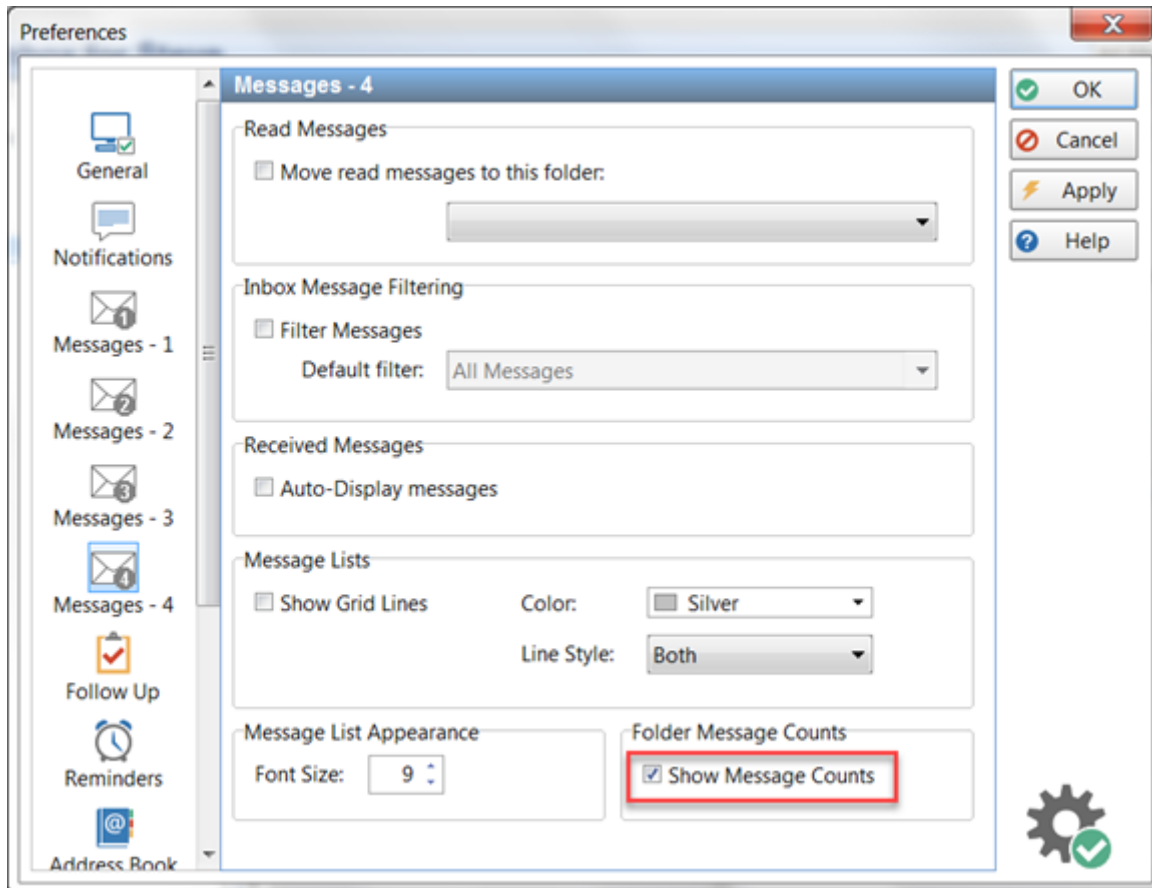 Preferences
General
Notifications
Messages - 1
Messages - 2
Messages - 3
Messages - 4
Follow Up
Reminders
Address Book
Messages - 4
Read Messages
Move read messages to this folder:
Inbox Message Filtering
Filter Messages
Default filter: All Messages
Received Messages
Auto-Display messages
Message Lists
Show Grid Lines Color: Silver
Line Style: Both
Message List Appearance
Font Size: 9
Folder Message Counts
Show Message Counts
OK
Cancel
Apply
Help